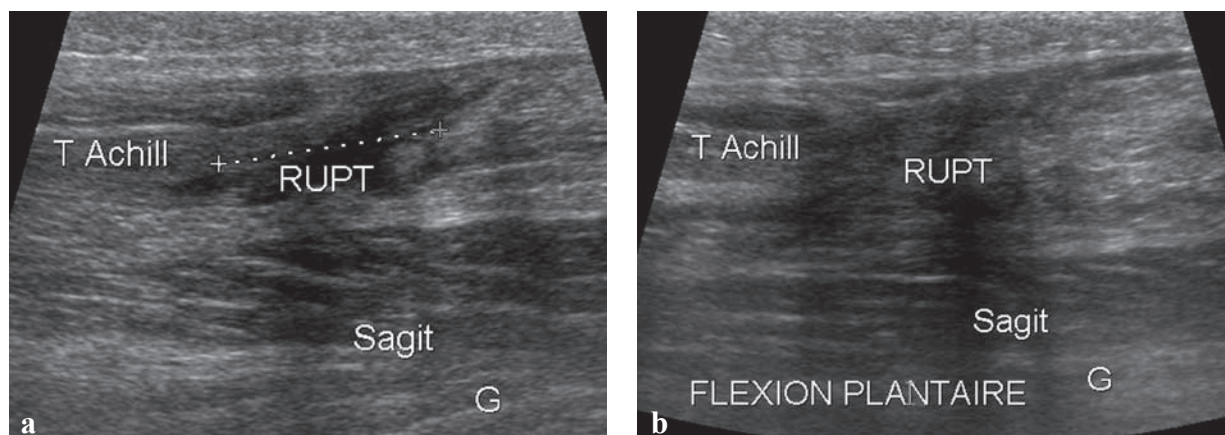 T Achill
RUPT
Sagit
G
a
T Achill
RUPT
Sagit
FLEXION PLANTAIRE
G
b